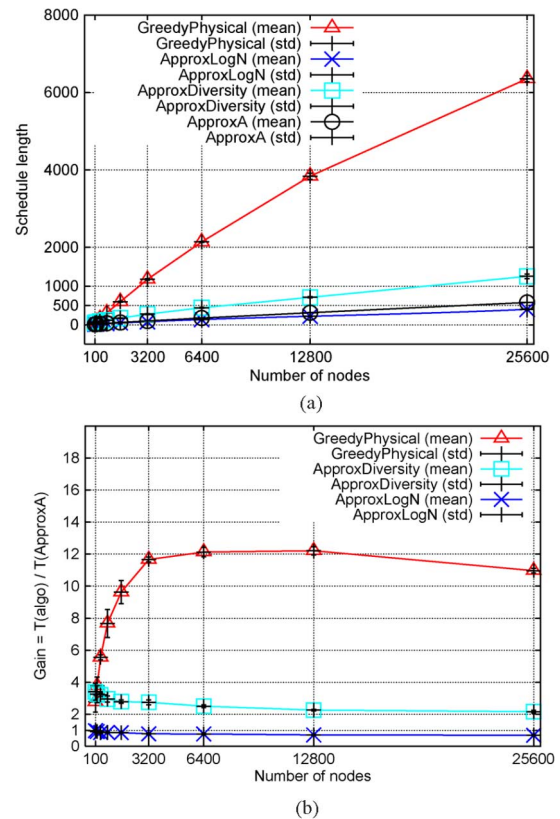 GreedyPhysical (mean)
GreedyPhysical (std)
ApproxLogN (mean)
ApproxLogN (std)
ApproxDiversity (mean)
ApproxDiversity (std)
ApproxA (mean)
ApproxA (std)
8000
6000
4000
2000
1000
500
0
Schedule length
100 3200 6400 12800 25600
Number of nodes
(a)
GreedyPhysical (mean)
GreedyPhysical (std)
ApproxDiversity (mean)
ApproxDiversity (std)
ApproxLogN (mean)
ApproxLogN (std)
18
16
14
12
10
8
6
4
2
1
0
Gain = T(algo) / T(ApproxA)
100 3200 6400 12800 25600
Number of nodes
(b)